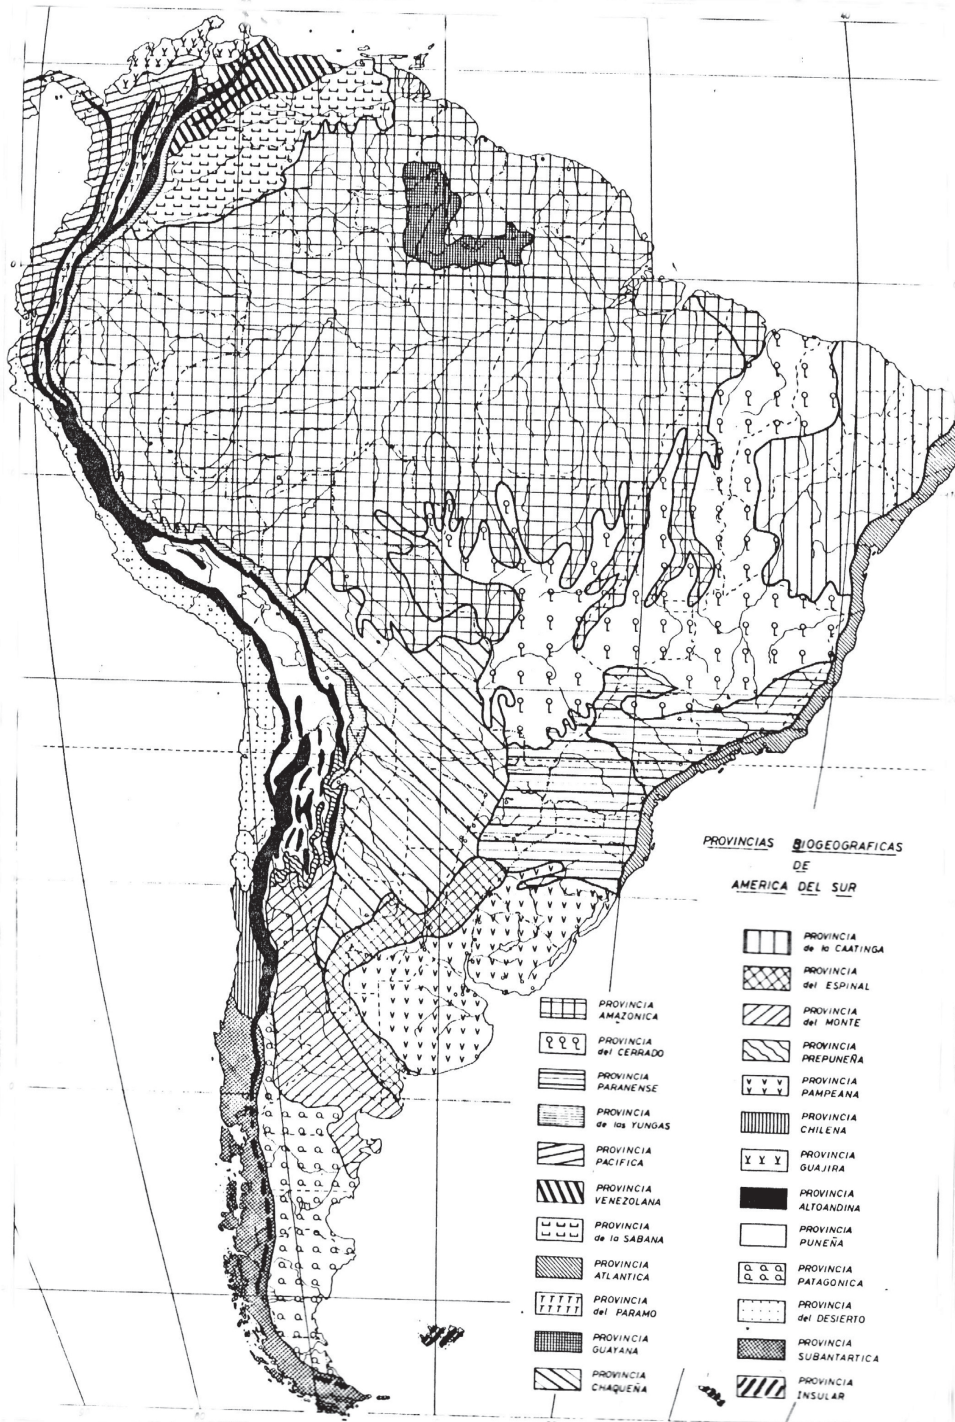 40
0
PROVINCIAS BIOGEOGRAFICAS
DE
AMERICA DEL SUR
PROVINCIA
AMAZONICA
PROVINCIA
del CERRADO
PROVINCIA
PARANENSE
PROVINCIA
de las YUNGAS
PROVINCIA
PACIFICA
PROVINCIA
VENEZOLANA
PROVINCIA
de la SABANA
PROVINCIA
ATLANTICA
PROVINCIA
del PARAMO
PROVINCIA
GUAYANA
PROVINCIA
CHAQUEÑA
PROVINCIA
de la CAATINGA
PROVINCIA
del ESPINAL
PROVINCIA
del MONTE
PROVINCIA
PREPUNEÑA
PROVINCIA
PAMPEANA
PROVINCIA
CHILENA
PROVINCIA
GUAJIRA
PROVINCIA
ALTOANDINA
PROVINCIA
PUNEÑA
PROVINCIA
PATAGONICA
PROVINCIA
del DESIERTO
PROVINCIA
SUBANTARTICA
PROVINCIA
INSULAR